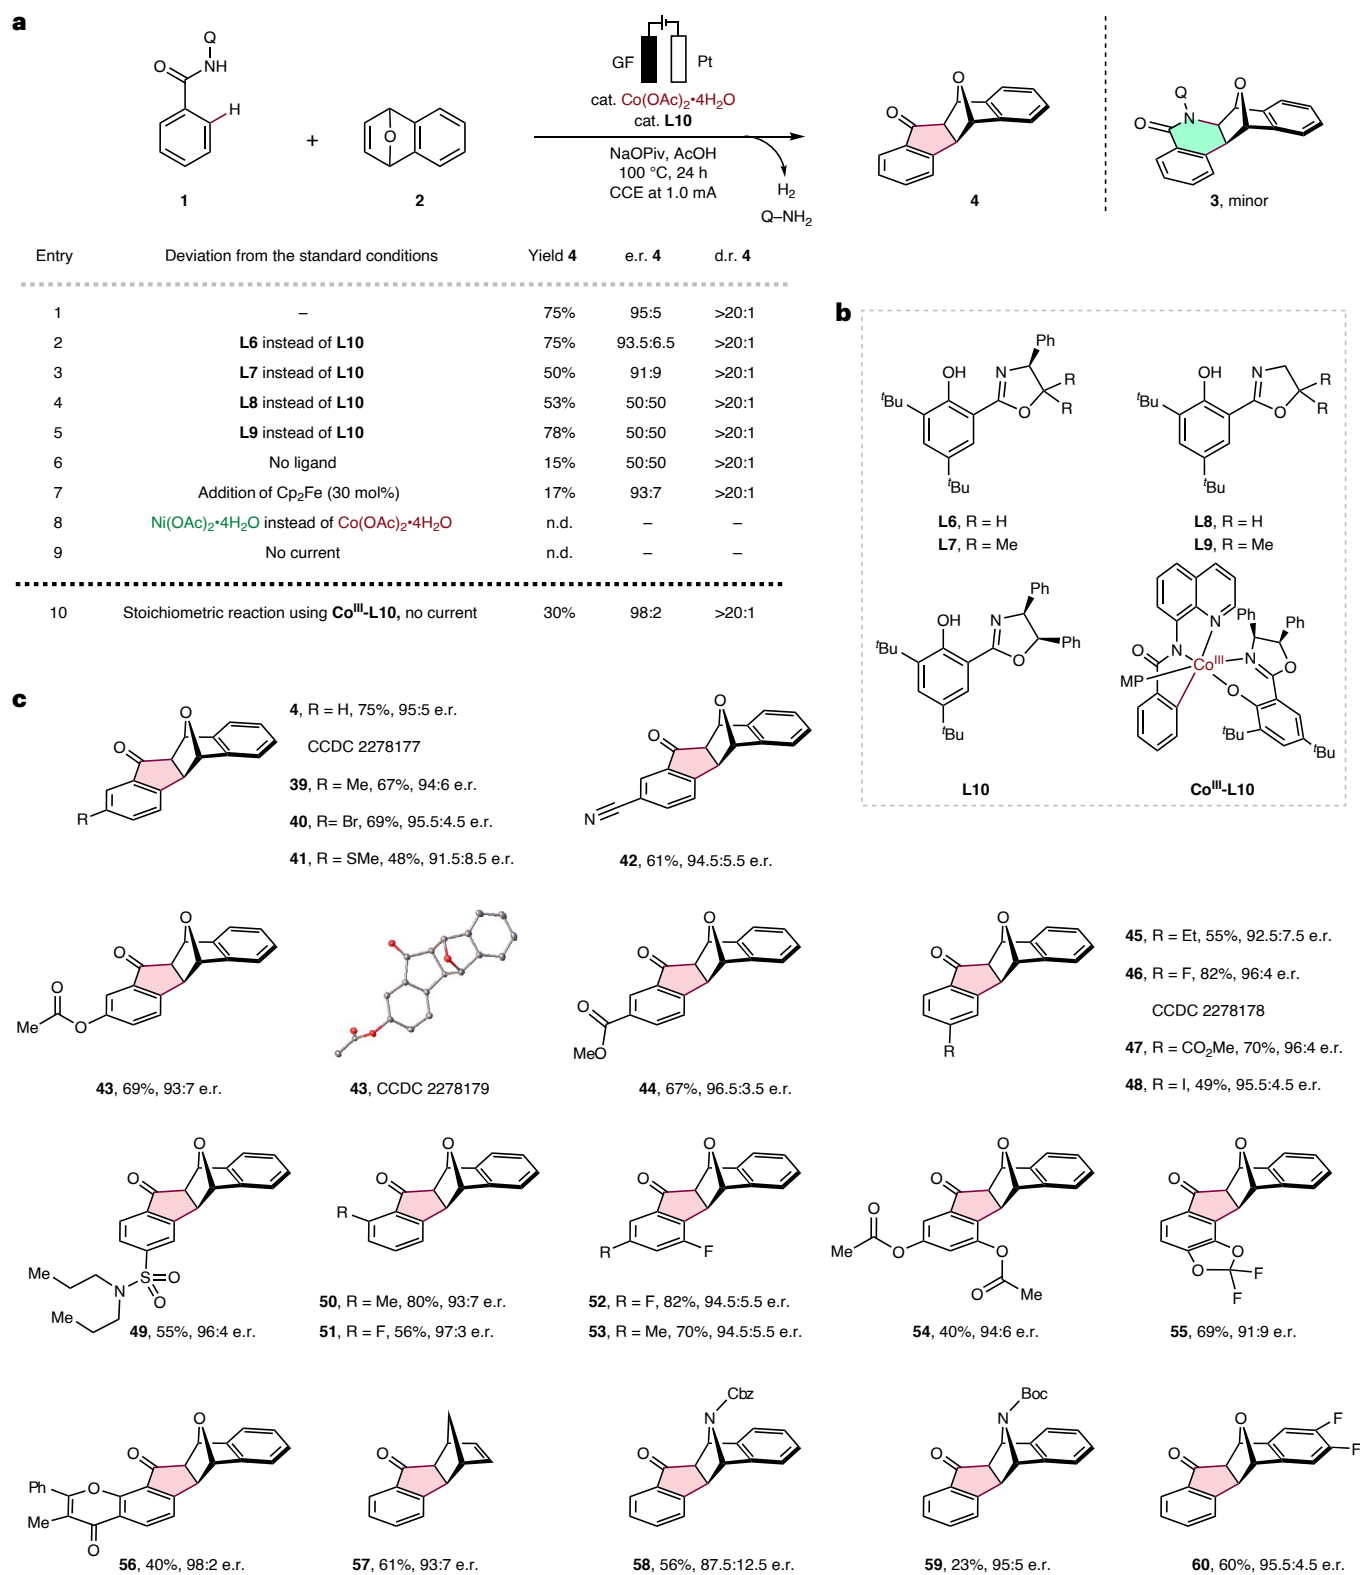 a
Q
NH
O
H
1
+
O
2
GF
Pt
cat. Co(OAc)₂•4H₂O
cat. L10
NaOPiv, AcOH
100 °C, 24 h
CCE at 1.0 mA
H₂
Q–NH₂
O
O
4
Q
N
O
O
3, minor
Entry Deviation from the standard conditions Yield 4 e.r. 4 d.r. 4
1 – 75% 95:5 >20:1
2 L6 instead of L10 75% 93.5:6.5 >20:1
3 L7 instead of L10 50% 91:9 >20:1
4 L8 instead of L10 53% 50:50 >20:1
5 L9 instead of L10 78% 50:50 >20:1
6 No ligand 15% 50:50 >20:1
7 Addition of Cp₂Fe (30 mol%) 17% 93:7 >20:1
8 Ni(OAc)₂•4H₂O instead of Co(OAc)₂•4H₂O n.d. – –
9 No current n.d. – –
10 Stoichiometric reaction using Coᴵᴵᴵ-L10, no current 30% 98:2 >20:1
b
Ph
OH
N
R
R
O
ᵗBu
ᵗBu
L6, R = H
L7, R = Me
OH
N
R
R
O
ᵗBu
ᵗBu
L8, R = H
L9, R = Me
Ph
OH
N
Ph
O
ᵗBu
ᵗBu
L10
N
Ph
Ph
O
N
Coᴵᴵᴵ
N
O
MP
O
ᵗBu
ᵗBu
Coᴵᴵᴵ-L10
c
O
O
R
4, R = H, 75%, 95:5 e.r.
CCDC 2278177
39, R = Me, 67%, 94:6 e.r.
40, R= Br, 69%, 95.5:4.5 e.r.
41, R = SMe, 48%, 91.5:8.5 e.r.
O
O
N
42, 61%, 94.5:5.5 e.r.
O
O
O
Me
O
43, 69%, 93:7 e.r.
43, CCDC 2278179
O
O
O
MeO
44, 67%, 96.5:3.5 e.r.
O
O
R
45, R = Et, 55%, 92.5:7.5 e.r.
46, R = F, 82%, 96:4 e.r.
CCDC 2278178
47, R = CO₂Me, 70%, 96:4 e.r.
48, R = I, 49%, 95.5:4.5 e.r.
O
O
Me
S
O
N
O
Me
49, 55%, 96:4 e.r.
O
O
R
50, R = Me, 80%, 93:7 e.r.
51, R = F, 56%, 97:3 e.r.
O
O
R
F
52, R = F, 82%, 94.5:5.5 e.r.
53, R = Me, 70%, 94.5:5.5 e.r.
O
O
O
Me
O
O
O
Me
54, 40%, 94:6 e.r.
O
O
O
O
F
F
55, 69%, 91:9 e.r.
O
O
Ph
O
Me
O
56, 40%, 98:2 e.r.
O
57, 61%, 93:7 e.r.
Cbz
N
O
58, 56%, 87.5:12.5 e.r.
Boc
N
O
59, 23%, 95:5 e.r.
O
F
F
O
60, 60%, 95.5:4.5 e.r.